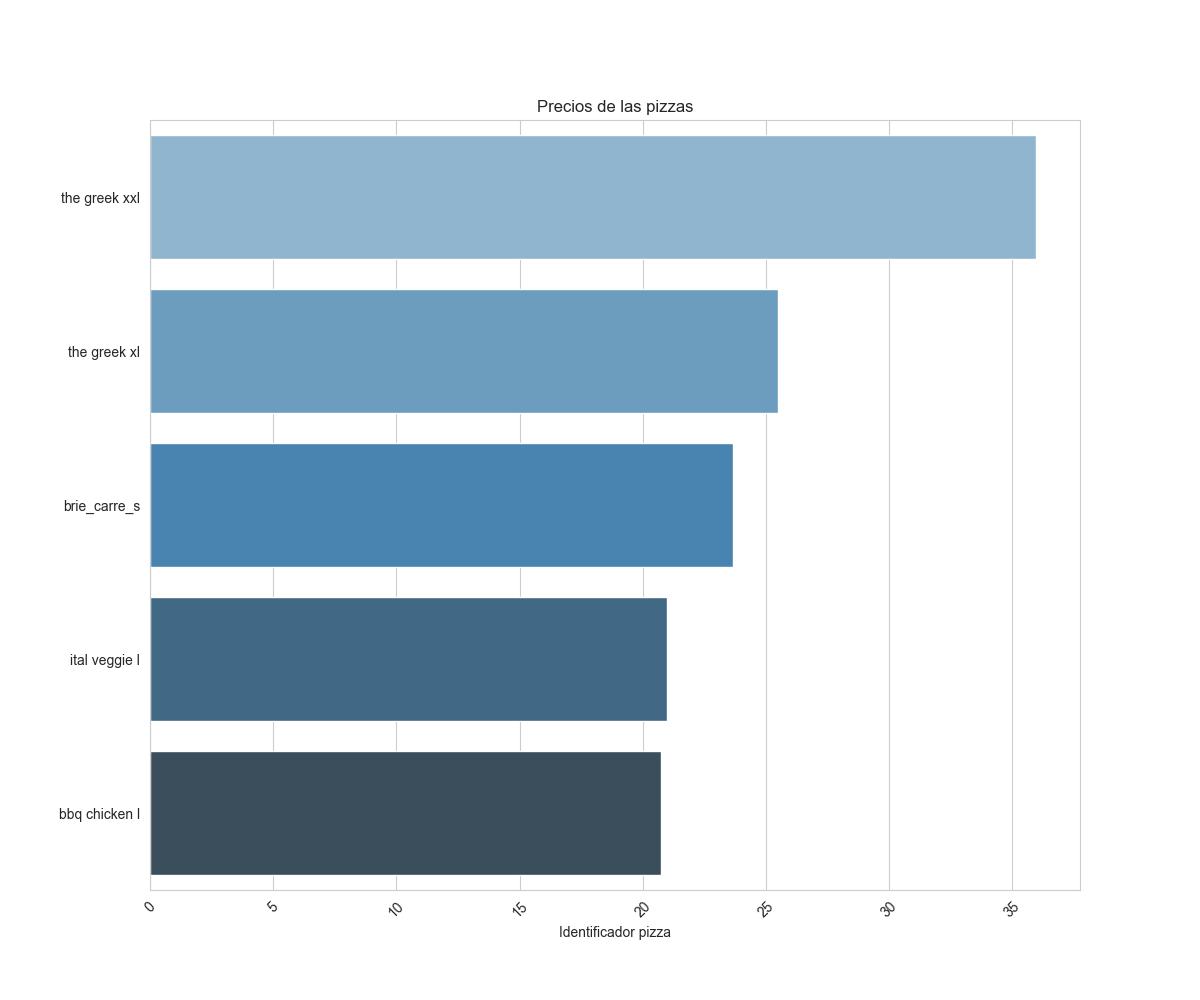 Precios de las pizzas
the greek xxl
the greek xl
brie_carre_s
ital veggie l
bbq chicken l
0 5 10 15 20 25 30 35
Identificador pizza